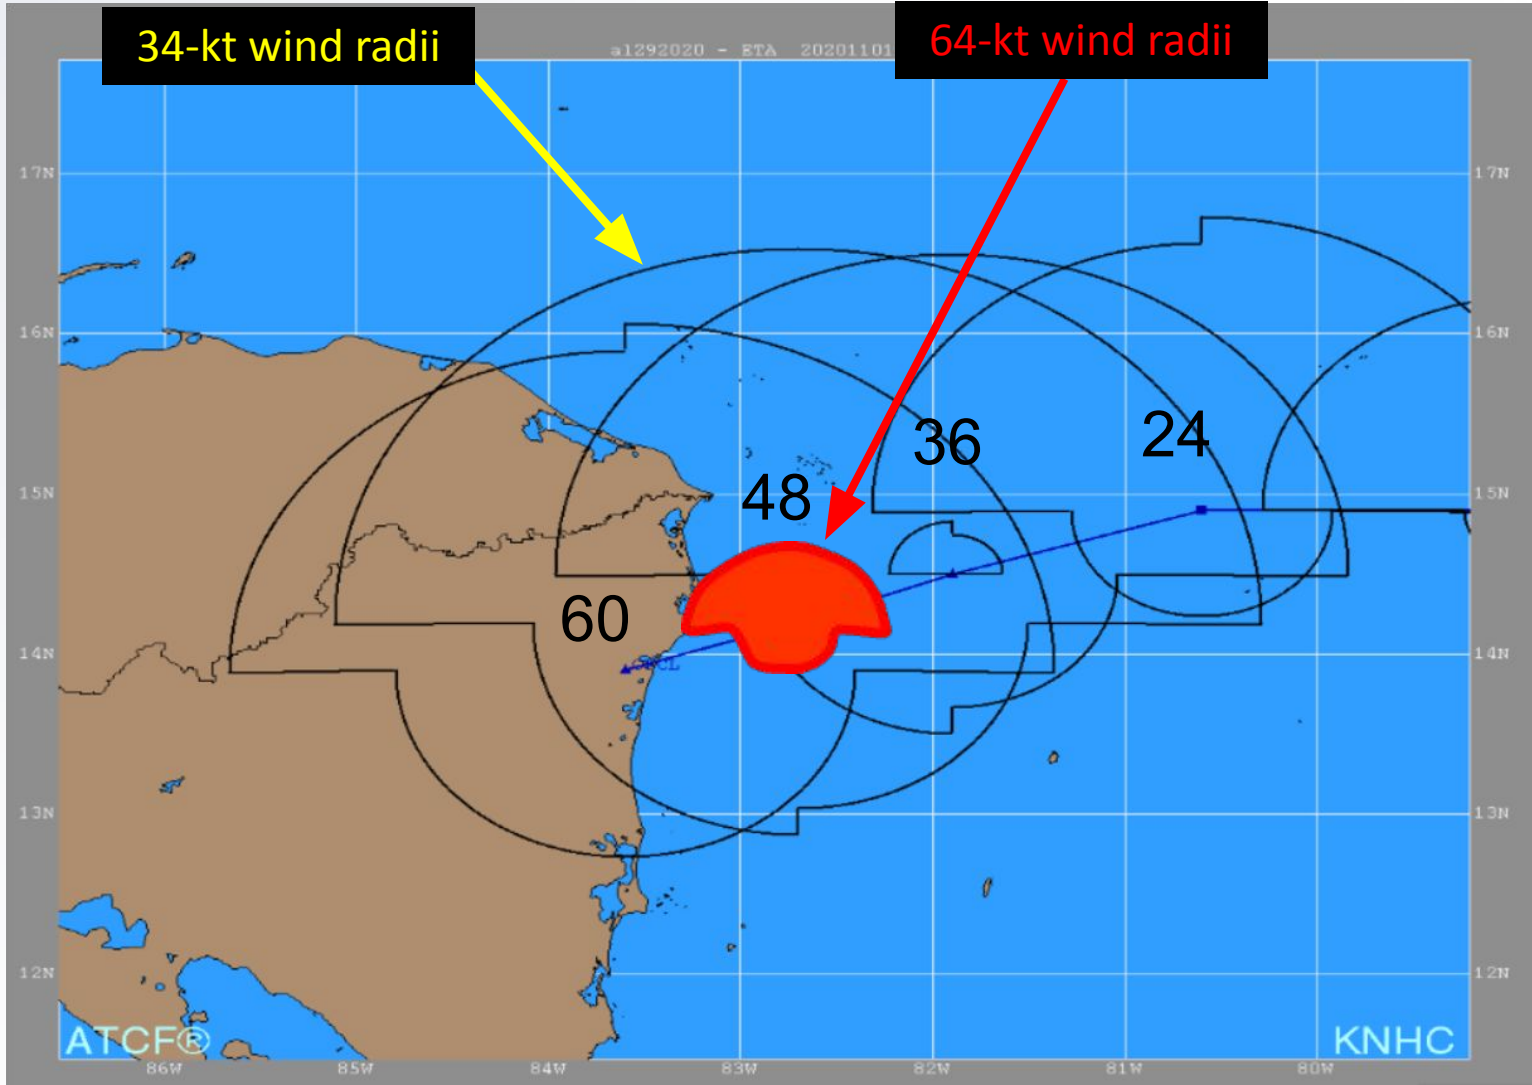 34-kt wind radii
64-kt wind radii
al292020 - ETA 20201101
17N
17N
16N
16N
36
24
48
15N
15N
60
14N
14N
13N
13N
12N
12N
ATCF®
KNHC
86W
85W
84W
83W
82W
81W
80W